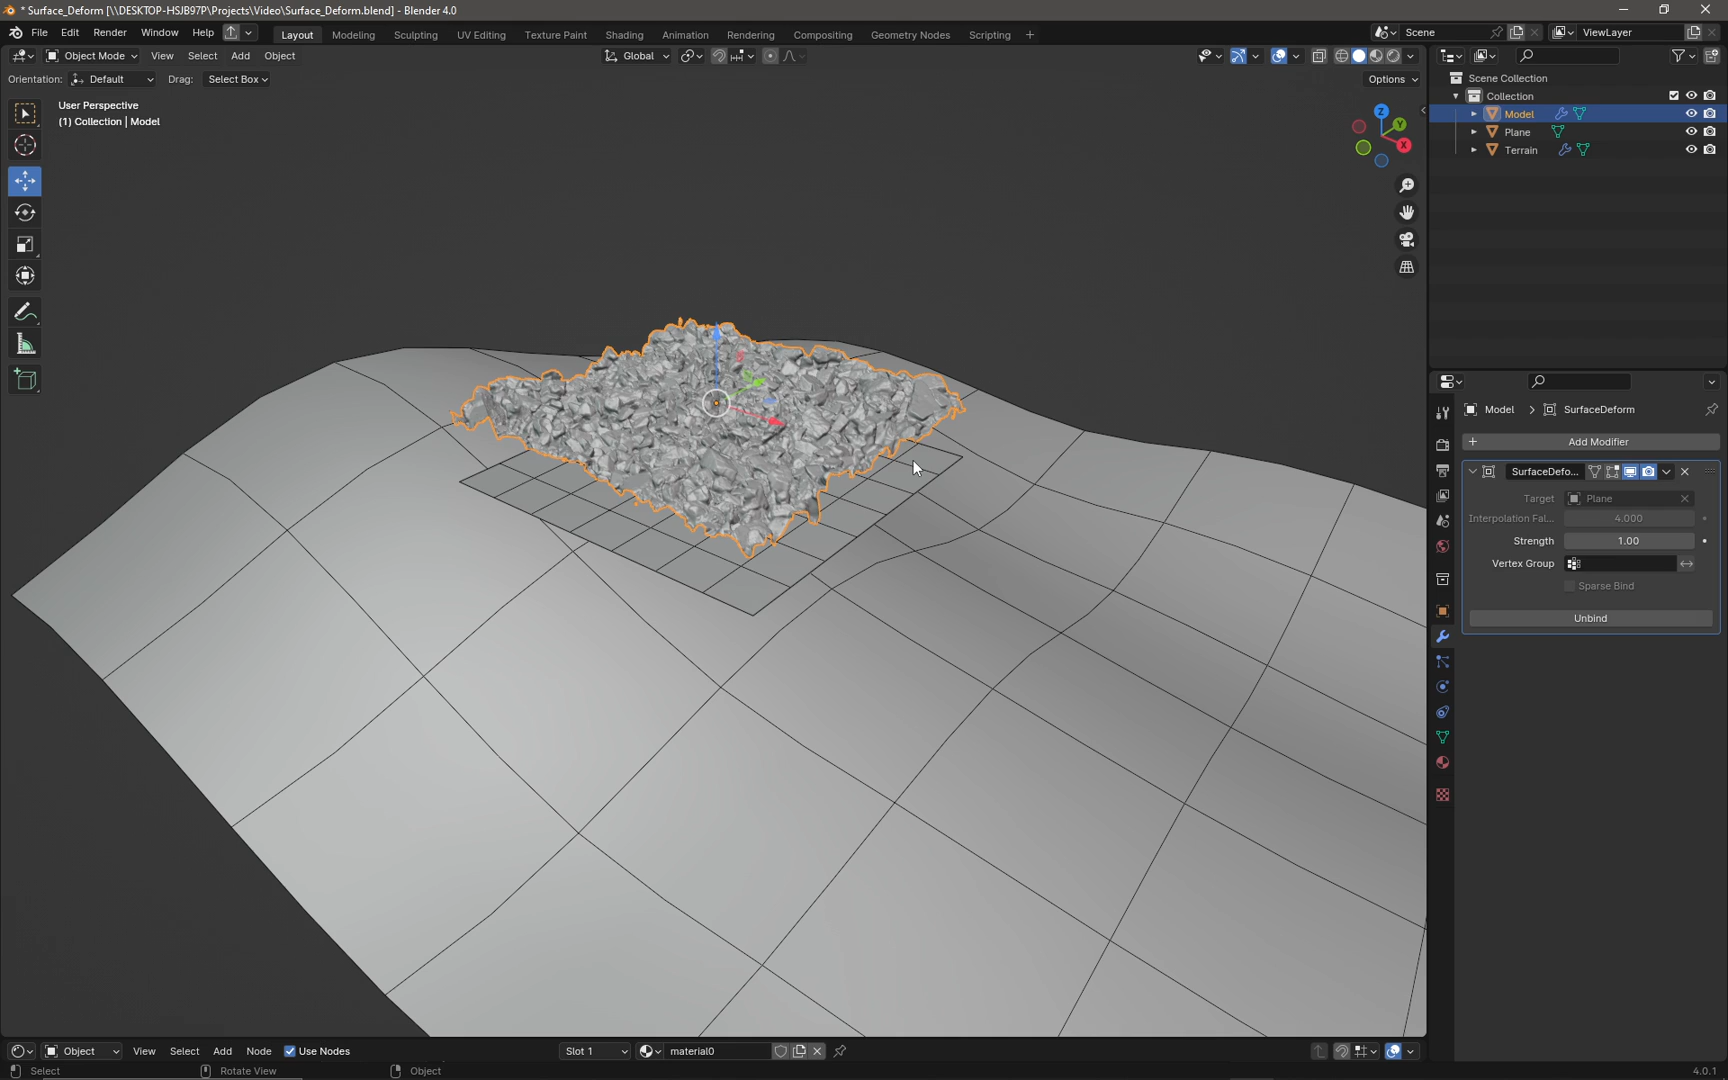 * Surface_Deform [\\DESKTOP-HSJB97P\Projects\Video\Surface_Deform.blend] - Blender 4.0
File Edit Render Window Help
Layout Modeling Sculpting UV Editing Texture Paint Shading Animation Rendering Compositing Geometry Nodes Scripting +
Scene
ViewLayer
Object Mode View Select Add Object
Global
Orientation: Default Drag: Select Box
Options
User Perspective
(1) Collection | Model
Z
Y
X
Scene Collection
Collection
Model
Plane
Terrain
Model > SurfaceDeform
+ Add Modifier
SurfaceDefo...
Target Plane
Interpolation Fal... 4.000
Strength 1.00
Vertex Group
Sparse Bind
Unbind
Object View Select Add Node Use Nodes
Slot 1
material0
Select Rotate View Object
4.0.1